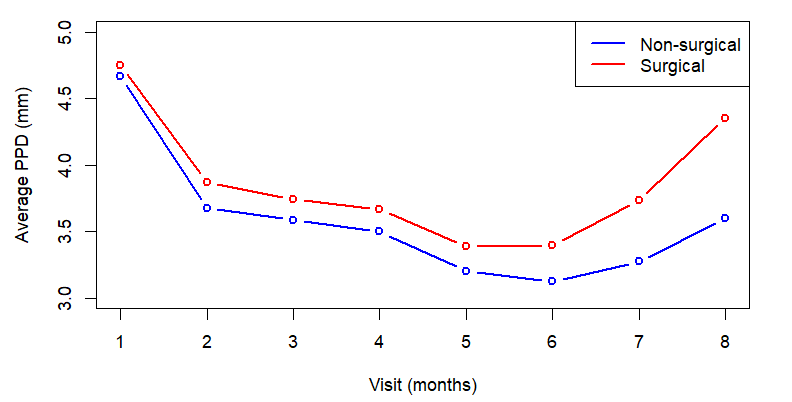 Non-surgical
Surgical
Average PPD (mm)
5.0
4.5
4.0
3.5
3.0
1 2 3 4 5 6 7 8
Visit (months)